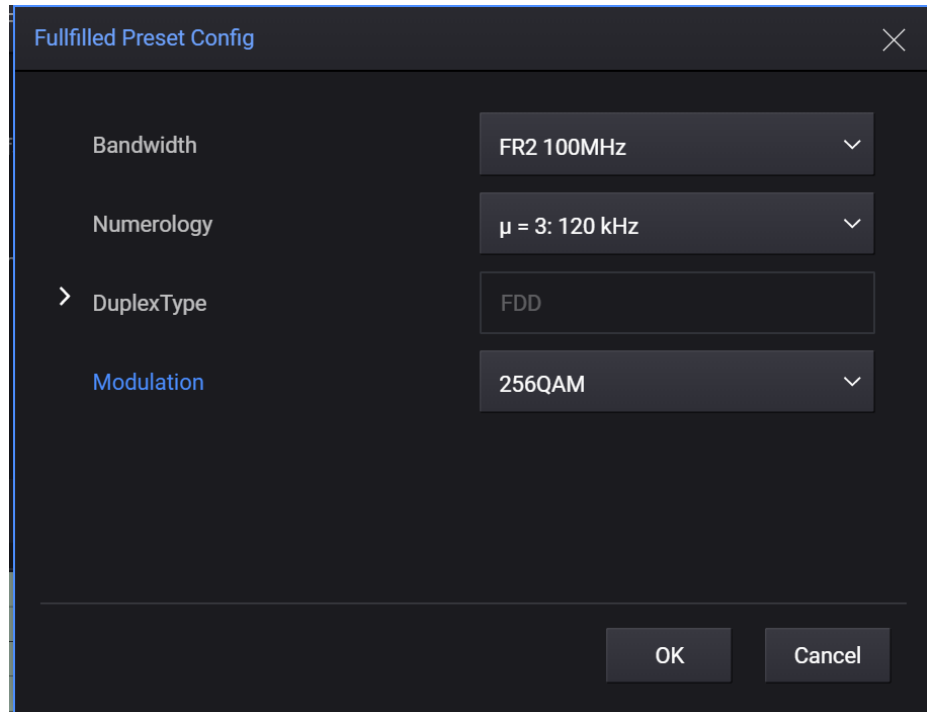 Fullfilled Preset Config
Bandwidth
FR2 100MHz
Numerology
μ = 3: 120 kHz
DuplexType
FDD
Modulation
256QAM
OK
Cancel